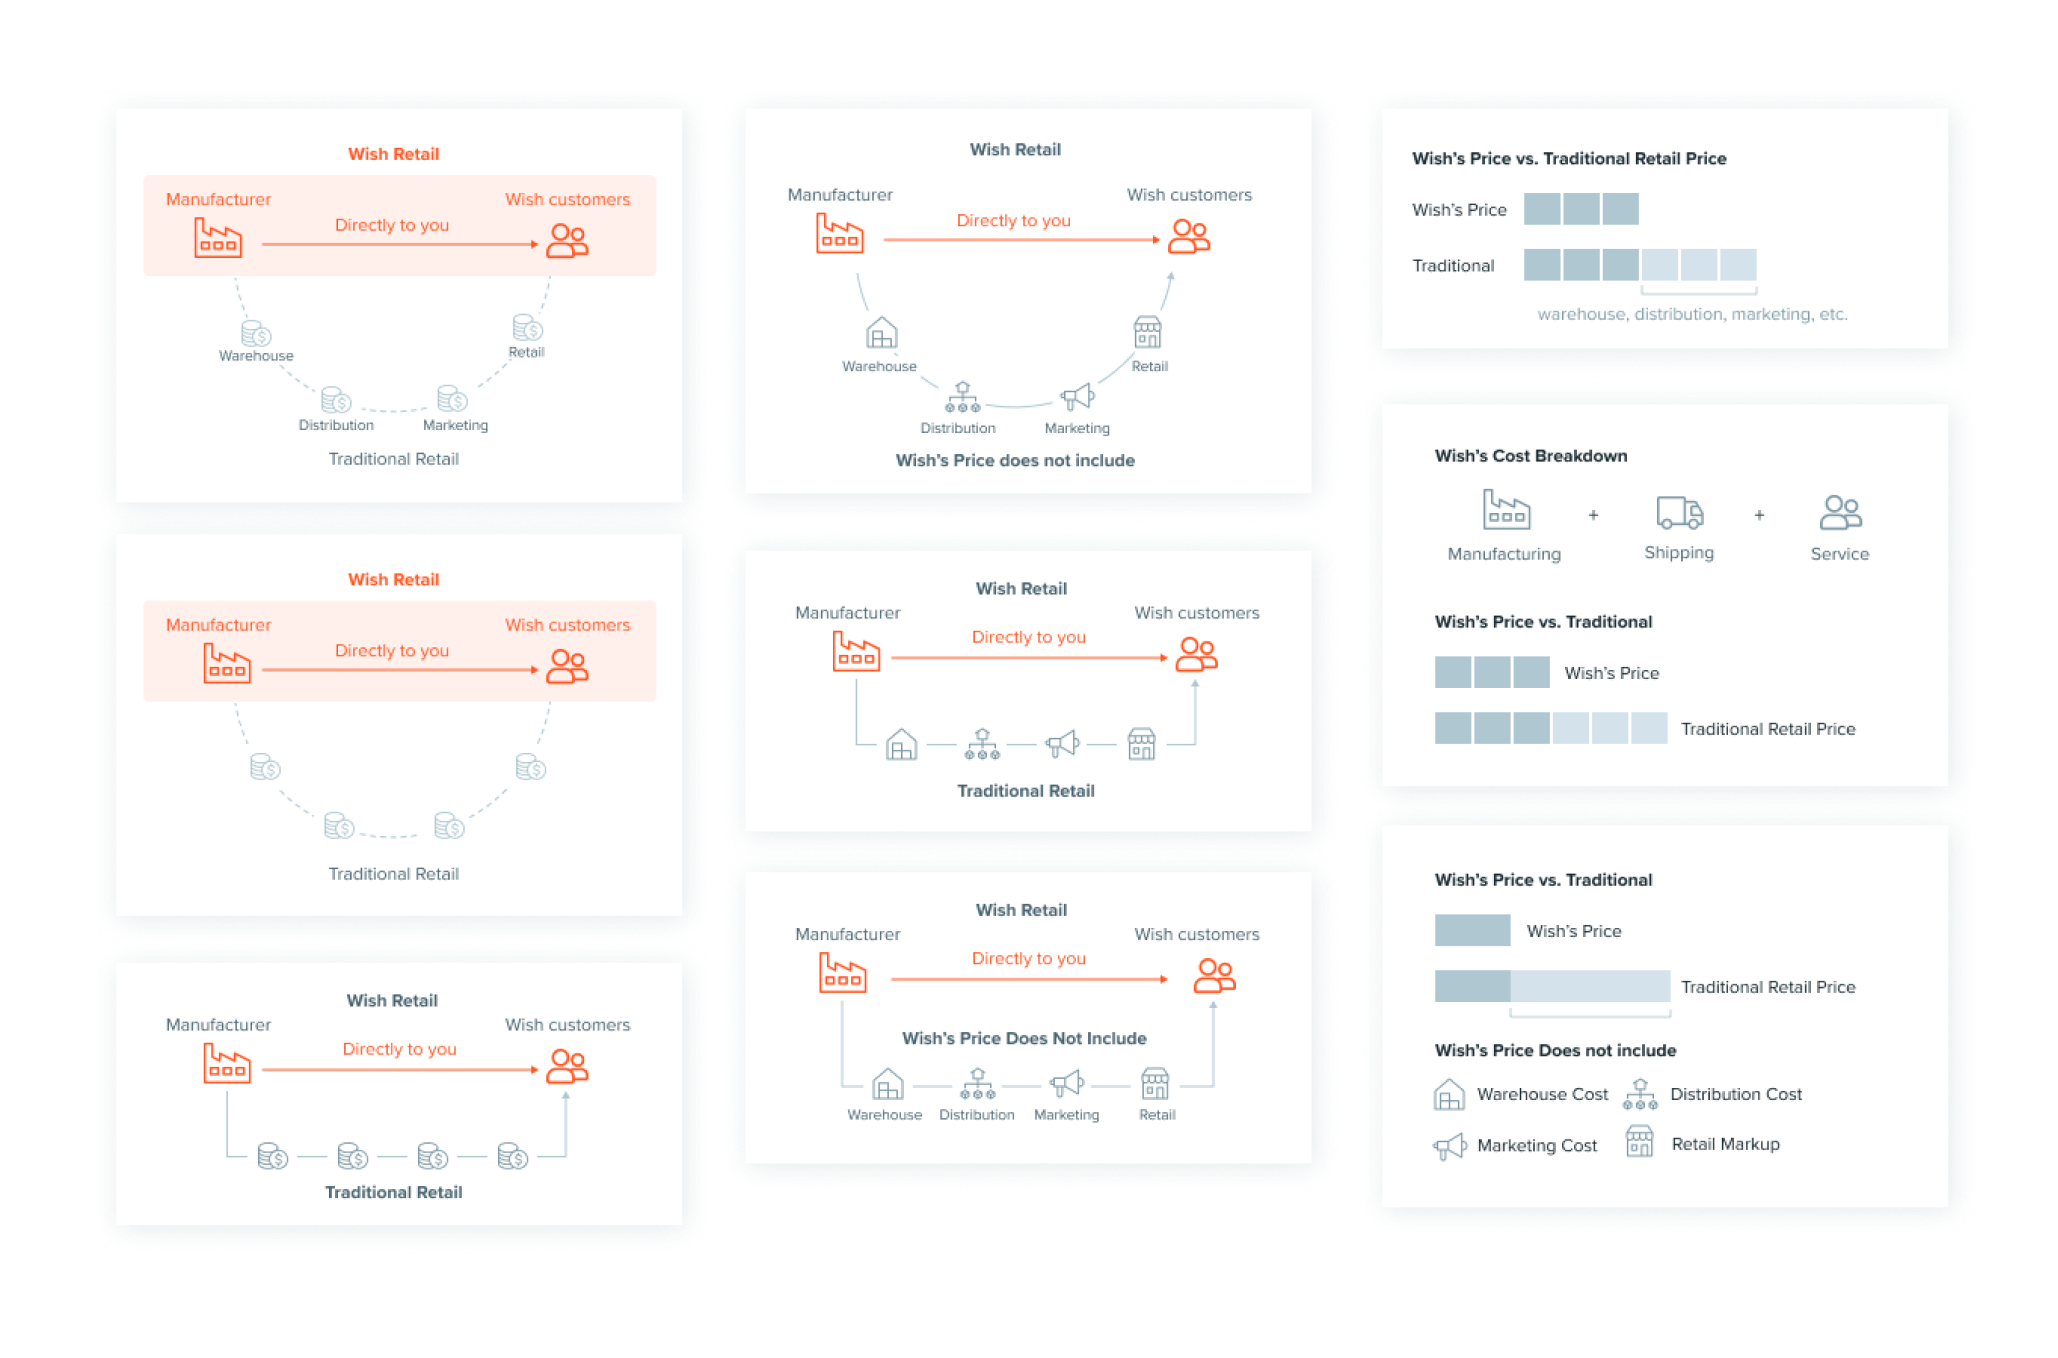 Wish Retail
Manufacturer
Wish customers
Directly to you
Warehouse
Retail
Distribution
Marketing
Traditional Retail
Wish Retail
Manufacturer
Wish customers
Directly to you
Traditional Retail
Wish Retail
Manufacturer
Wish customers
Directly to you
Traditional Retail
Wish Retail
Manufacturer
Wish customers
Directly to you
Warehouse
Retail
Distribution
Marketing
Wish's Price does not include
Wish Retail
Manufacturer
Wish customers
Directly to you
Traditional Retail
Wish Retail
Manufacturer
Wish customers
Directly to you
Wish's Price Does Not Include
Warehouse
Distribution
Marketing
Retail
Wish's Price vs. Traditional Retail Price
Wish's Price
Traditional
warehouse, distribution, marketing, etc.
Wish's Cost Breakdown
+
+
Manufacturing
Shipping
Service
Wish's Price vs. Traditional
Wish's Price
Traditional Retail Price
Wish's Price vs. Traditional
Wish's Price
Traditional Retail Price
Wish's Price Does not include
Warehouse Cost
Distribution Cost
Marketing Cost
Retail Markup